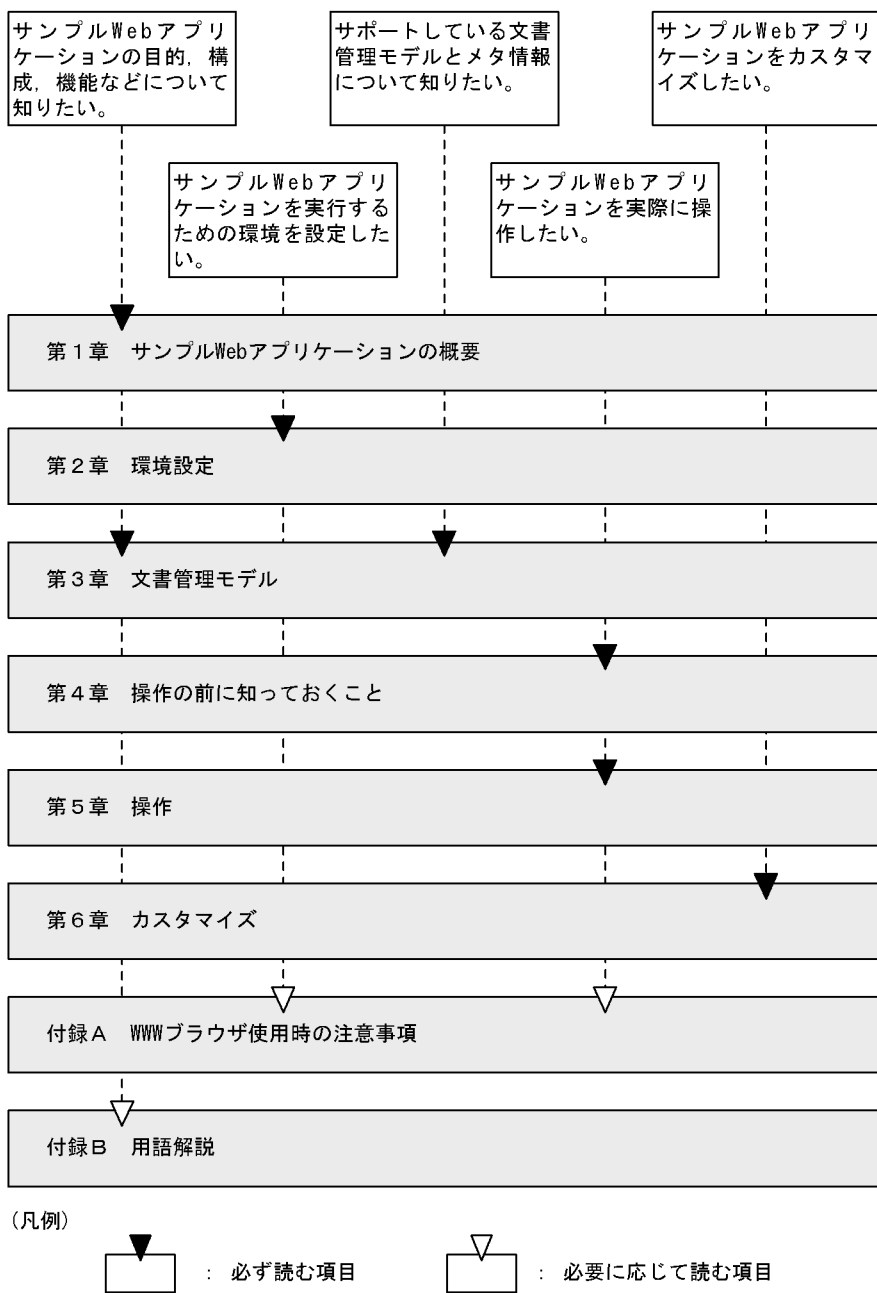 サンプルWebアプリ
ケーションの目的，構
成，機能などについて
知りたい。
サポートしている文書
管理モデルとメタ情報
について知りたい。
サンプルWebアプリ
ケーションをカスタマ
イズしたい。
サンプルWebアプリ
ケーションを実行する
ための環境を設定した
い。
サンプルWebアプリ
ケーションを実際に操
作したい。
第１章　サンプルWebアプリケーションの概要
第２章　環境設定
第３章　文書管理モデル
第４章　操作の前に知っておくこと
第５章　操作
第６章　カスタマイズ
付録Ａ　WWWブラウザ使用時の注意事項
付録Ｂ　用語解説
(凡例)
：　必ず読む項目
：　必要に応じて読む項目